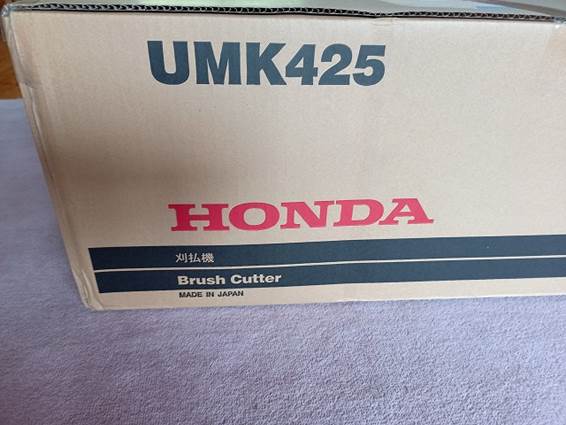 UMK425
HONDA
刈払機
Brush Cutter
MADE IN JAPAN